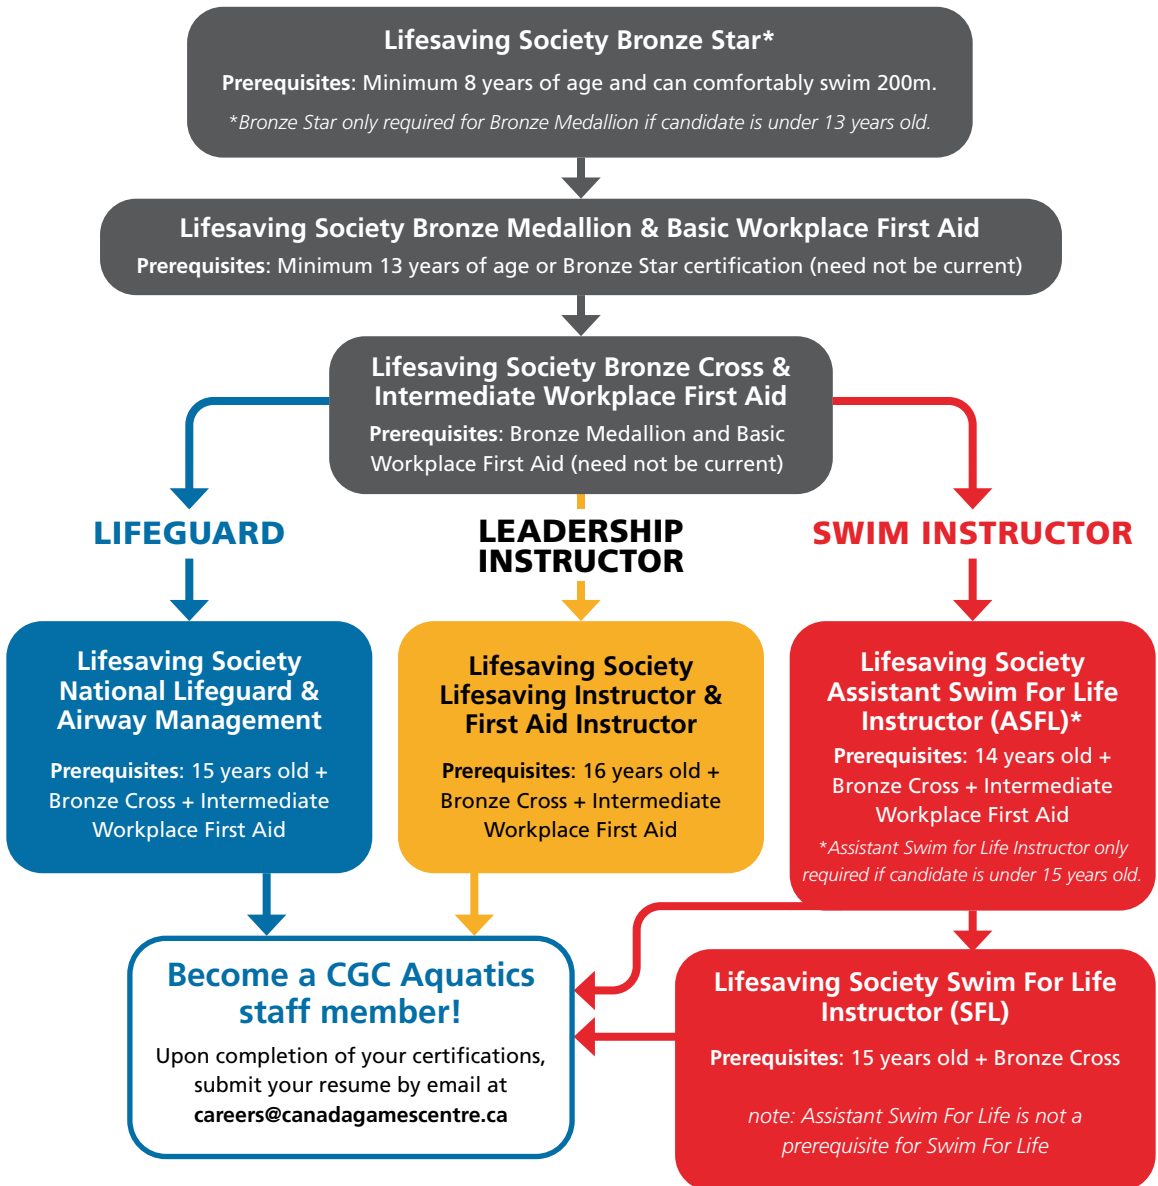 Lifesaving Society Bronze Star*
Prerequisites: Minimum 8 years of age and can comfortably swim 200m.
*Bronze Star only required for Bronze Medallion if candidate is under 13 years old.
Lifesaving Society Bronze Medallion & Basic Workplace First Aid
Prerequisites: Minimum 13 years of age or Bronze Star certification (need not be current)
Lifesaving Society Bronze Cross &
Intermediate Workplace First Aid
Prerequisites: Bronze Medallion and Basic
Workplace First Aid (need not be current)
LIFEGUARD
LEADERSHIP
INSTRUCTOR
SWIM INSTRUCTOR
Lifesaving Society
National Lifeguard &
Airway Management
Prerequisites: 15 years old +
Bronze Cross + Intermediate
Workplace First Aid
Lifesaving Society
Lifesaving Instructor &
First Aid Instructor
Prerequisites: 16 years old +
Bronze Cross + Intermediate
Workplace First Aid
Lifesaving Society
Assistant Swim For Life
Instructor (ASFL)*
Prerequisites: 14 years old +
Bronze Cross + Intermediate
Workplace First Aid
*Assistant Swim for Life Instructor only
required if candidate is under 15 years old.
Become a CGC Aquatics
staff member!
Upon completion of your certifications,
submit your resume by email at
careers@canadagamescentre.ca
Lifesaving Society Swim For Life
Instructor (SFL)
Prerequisites: 15 years old + Bronze Cross
note: Assistant Swim For Life is not a
prerequisite for Swim For Life